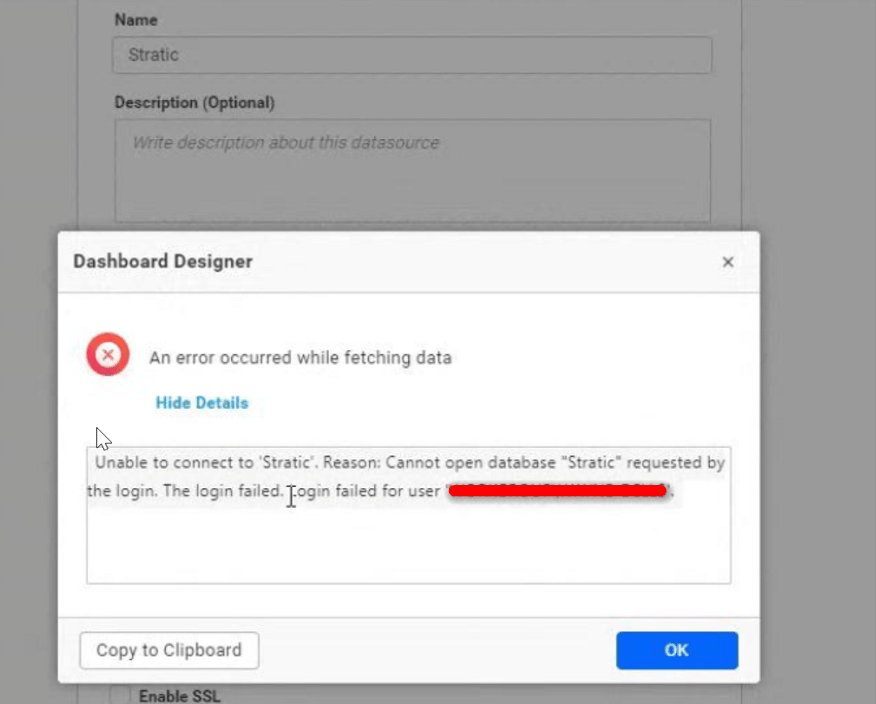 Name
Stratic
Description (Optional)
Write description about this datasource
Dashboard Designer
An error occurred while fetching data
Hide Details
Unable to connect to 'Stratic'. Reason: Cannot open database "Stratic" requested by
the login. The login failed. Login failed for user '
Copy to Clipboard
OK
Enable SSL